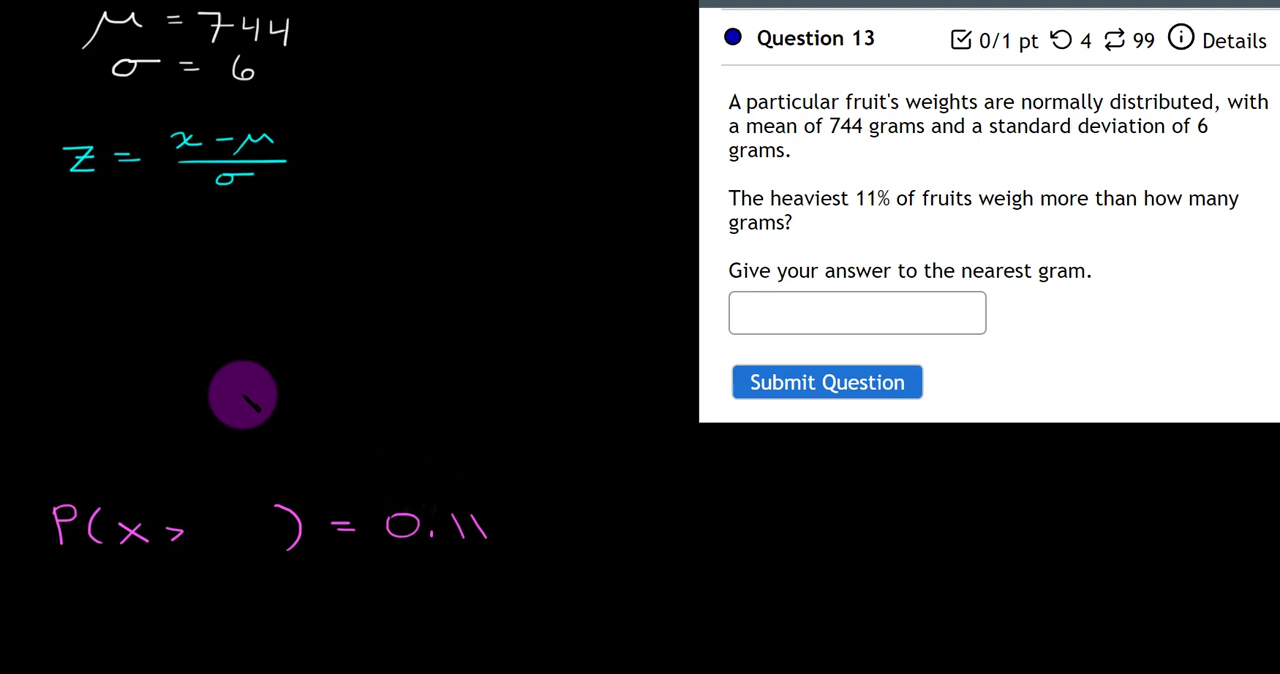 μ = 744
σ = 6
z = x - μ / σ
P(x > ) = 0.11
Question 13
0/1 pt 4 99 Details
A particular fruit's weights are normally distributed, with
a mean of 744 grams and a standard deviation of 6
grams.
The heaviest 11% of fruits weigh more than how many
grams?
Give your answer to the nearest gram.
Submit Question